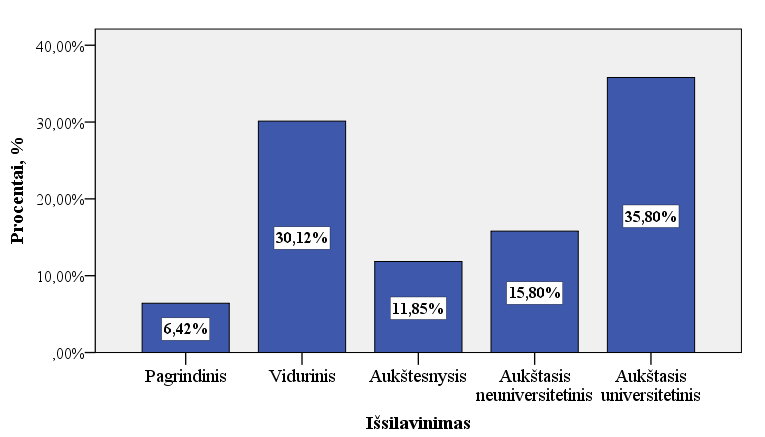 40,00%
30,00%
20,00%
10,00%
,00%
Procentai, %
6,42%
30,12%
11,85%
15,80%
35,80%
Pagrindinis
Vidurinis
Aukštesnysis
Aukštasis
neuniversitetinis
Aukštasis
universitetinis
Išsilavinimas